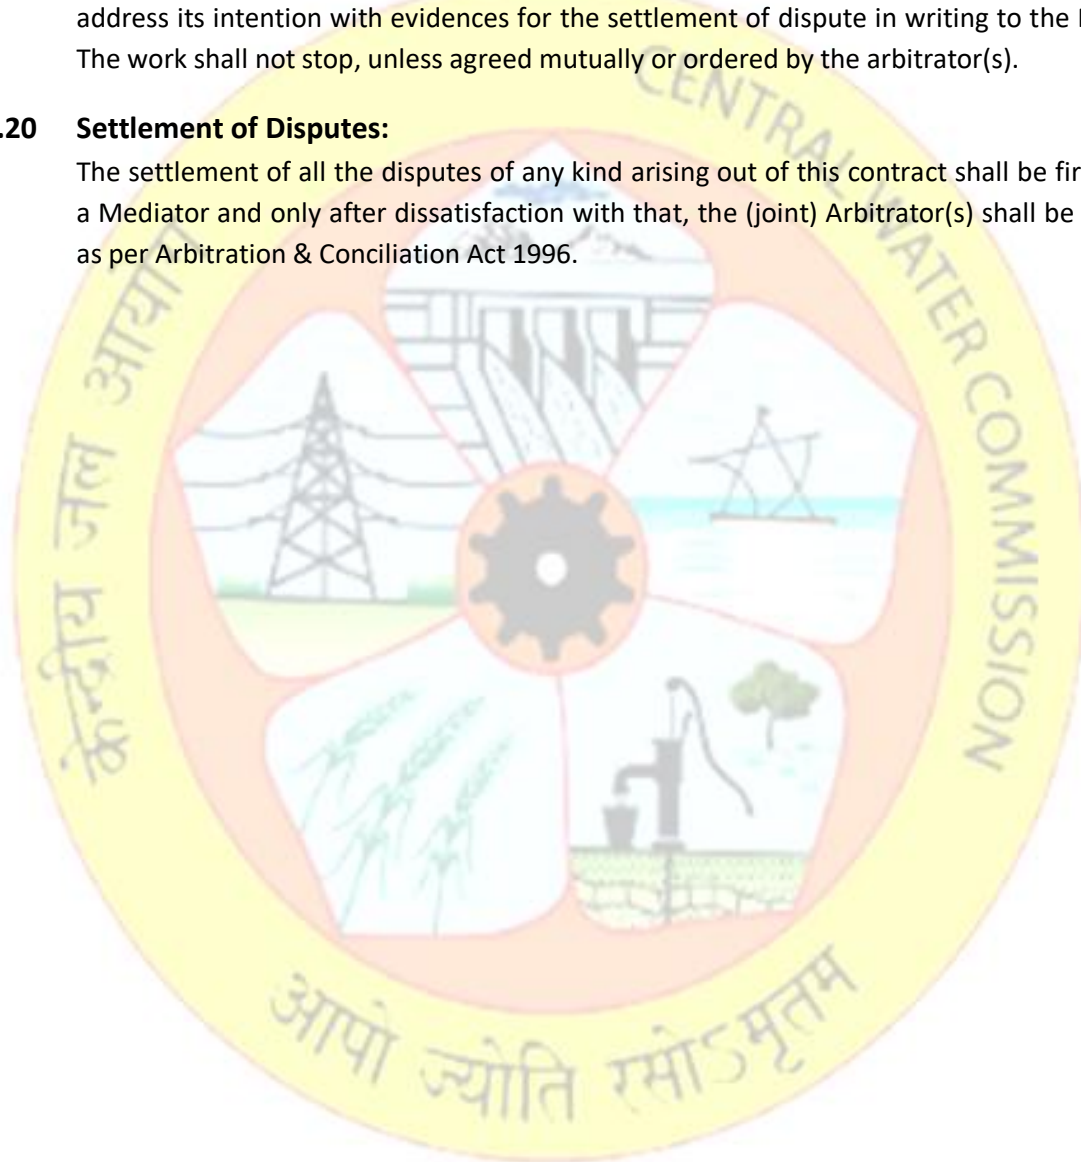 address its intention with evidences for the settlement of dispute in writing to the
The work shall not stop, unless agreed mutually or ordered by the arbitrator(s).
.20 Settlement of Disputes:
The settlement of all the disputes of any kind arising out of this contract shall be
a Mediator and only after dissatisfaction with that, the (joint) Arbitrator(s) shall be
as per Arbitration & Conciliation Act 1996.
केन्द्रीय जल आयोग
CENTRAL WATER COMMISSION
आपो ज्योति रसोऽमृतम